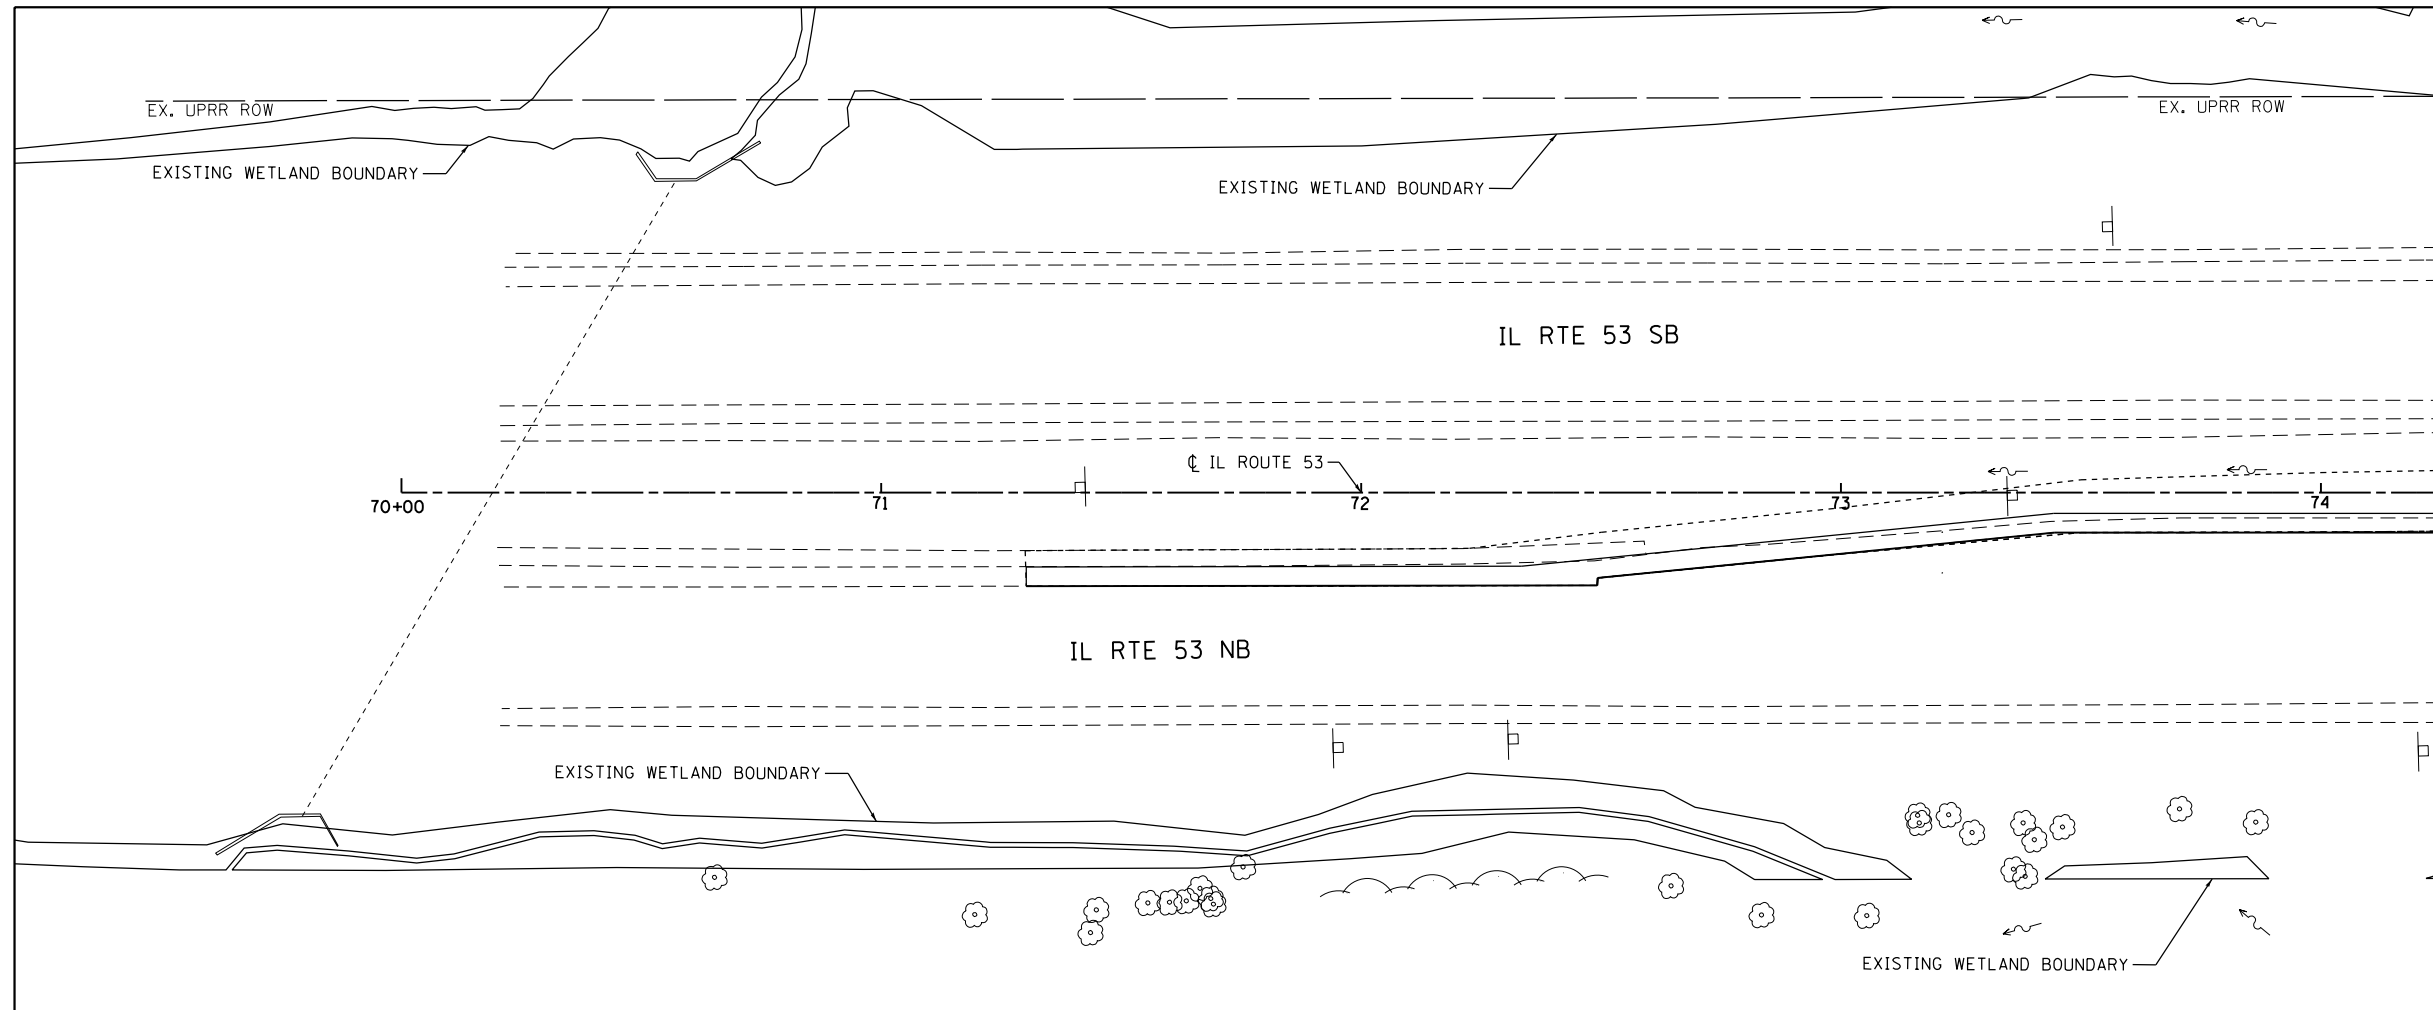 EX. UPRR ROW
EX. UPRR ROW
EXISTING WETLAND BOUNDARY
EXISTING WETLAND BOUNDARY
IL RTE 53 SB
℄ IL ROUTE 53
70+00
71
72
73
74
IL RTE 53 NB
EXISTING WETLAND BOUNDARY
EXISTING WETLAND BOUNDARY